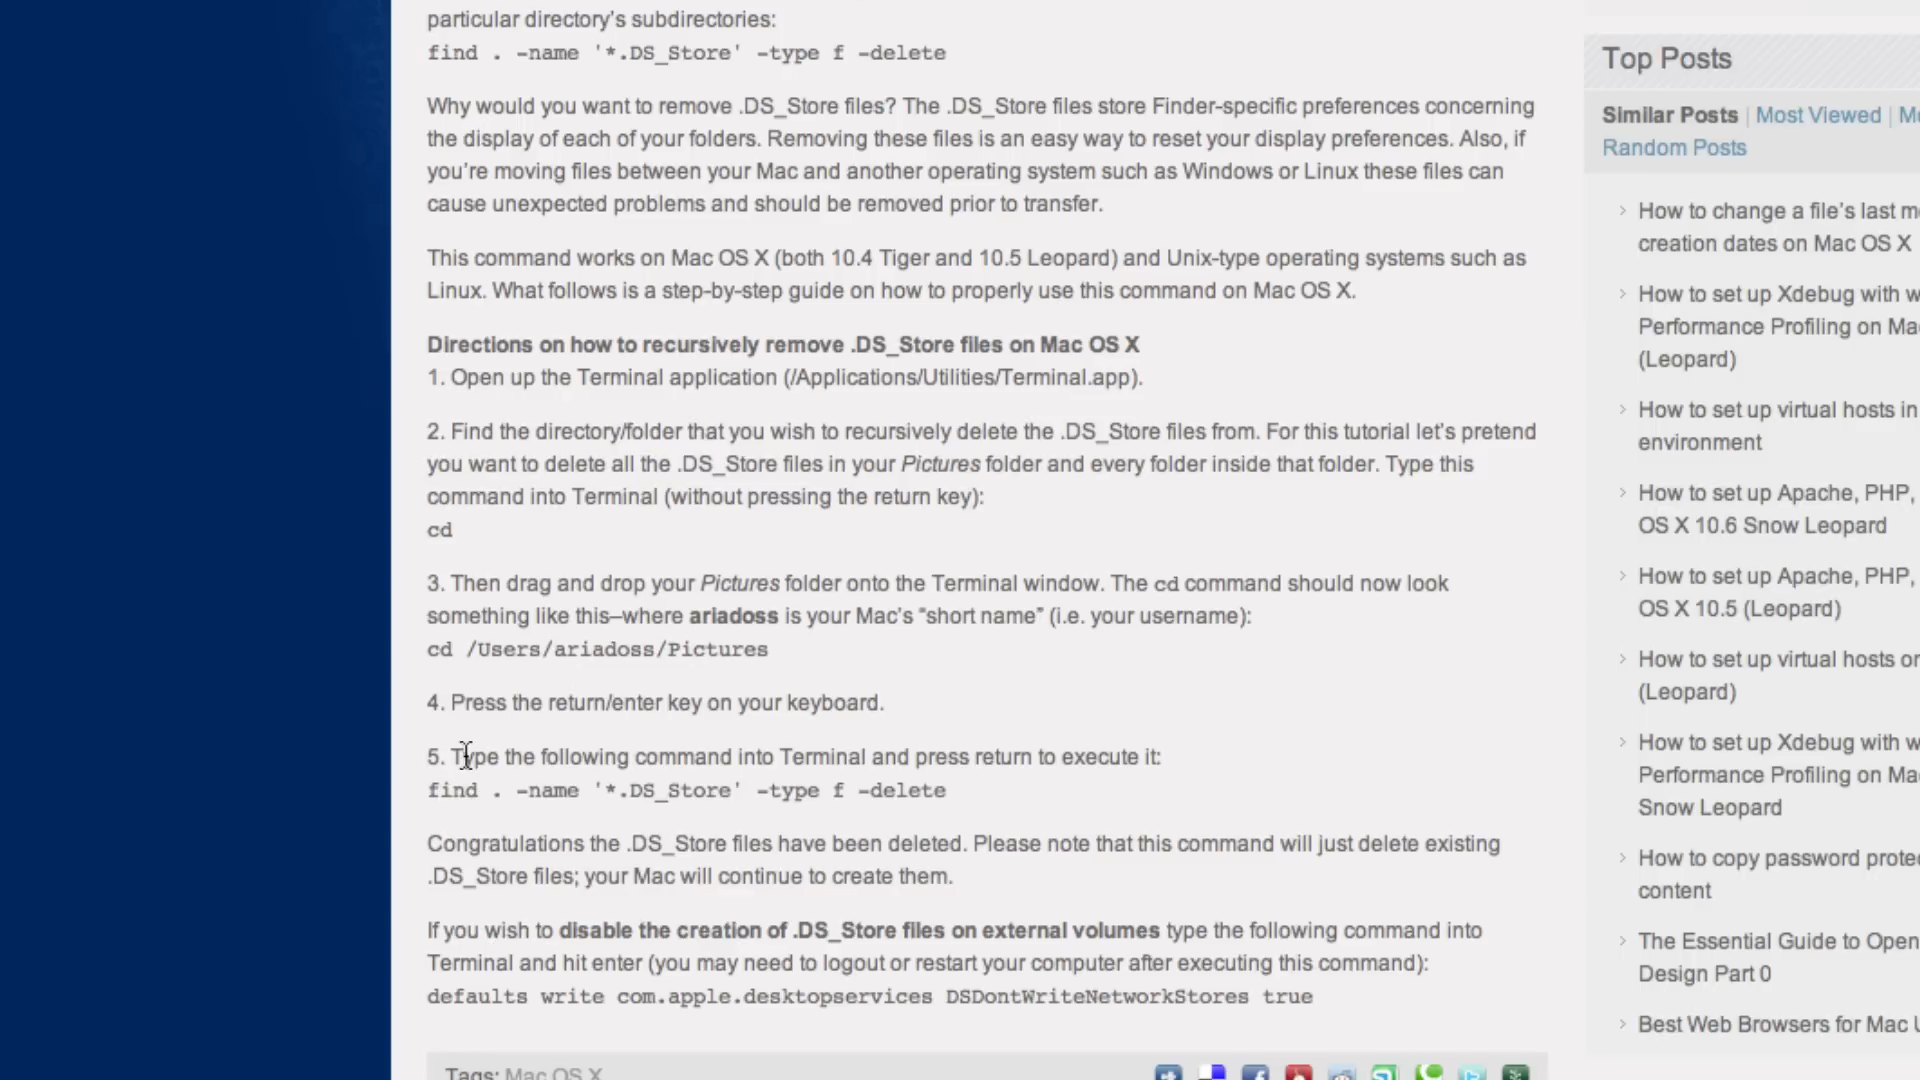 particular directory's subdirectories:
find . -name '*.DS_Store' -type f -delete
Why would you want to remove .DS_Store files? The .DS_Store files store Finder-specific preferences concerning
the display of each of your folders. Removing these files is an easy way to reset your display preferences. Also, if
you're moving files between your Mac and another operating system such as Windows or Linux these files can
cause unexpected problems and should be removed prior to transfer.
This command works on Mac OS X (both 10.4 Tiger and 10.5 Leopard) and Unix-type operating systems such as
Linux. What follows is a step-by-step guide on how to properly use this command on Mac OS X.
Directions on how to recursively remove .DS_Store files on Mac OS X
1. Open up the Terminal application (/Applications/Utilities/Terminal.app).
2. Find the directory/folder that you wish to recursively delete the .DS_Store files from. For this tutorial let's pretend
you want to delete all the .DS_Store files in your Pictures folder and every folder inside that folder. Type this
command into Terminal (without pressing the return key):
cd
3. Then drag and drop your Pictures folder onto the Terminal window. The cd command should now look
something like this—where ariadoss is your Mac's “short name” (i.e. your username):
cd /Users/ariadoss/Pictures
4. Press the return/enter key on your keyboard.
5. Type the following command into Terminal and press return to execute it:
find . -name '*.DS_Store' -type f -delete
Congratulations the .DS_Store files have been deleted. Please note that this command will just delete existing
.DS_Store files; your Mac will continue to create them.
If you wish to disable the creation of .DS_Store files on external volumes type the following command into
Terminal and hit enter (you may need to logout or restart your computer after executing this command):
defaults write com.apple.desktopservices DSDontWriteNetworkStores true
Tags: Mac OS X
Top Posts
Similar Posts | Most Viewed |
Random Posts
How to change a file's last
creation dates on Mac OS X
How to set up Xdebug with
Performance Profiling on
(Leopard)
How to set up virtual hosts in
environment
How to set up Apache, PHP,
OS X 10.6 Snow Leopard
How to set up Apache, PHP,
OS X 10.5 (Leopard)
How to set up virtual hosts
(Leopard)
How to set up Xdebug with
Performance Profiling on
Snow Leopard
How to copy password
content
The Essential Guide to Open
Design Part 0
Best Web Browsers for Mac